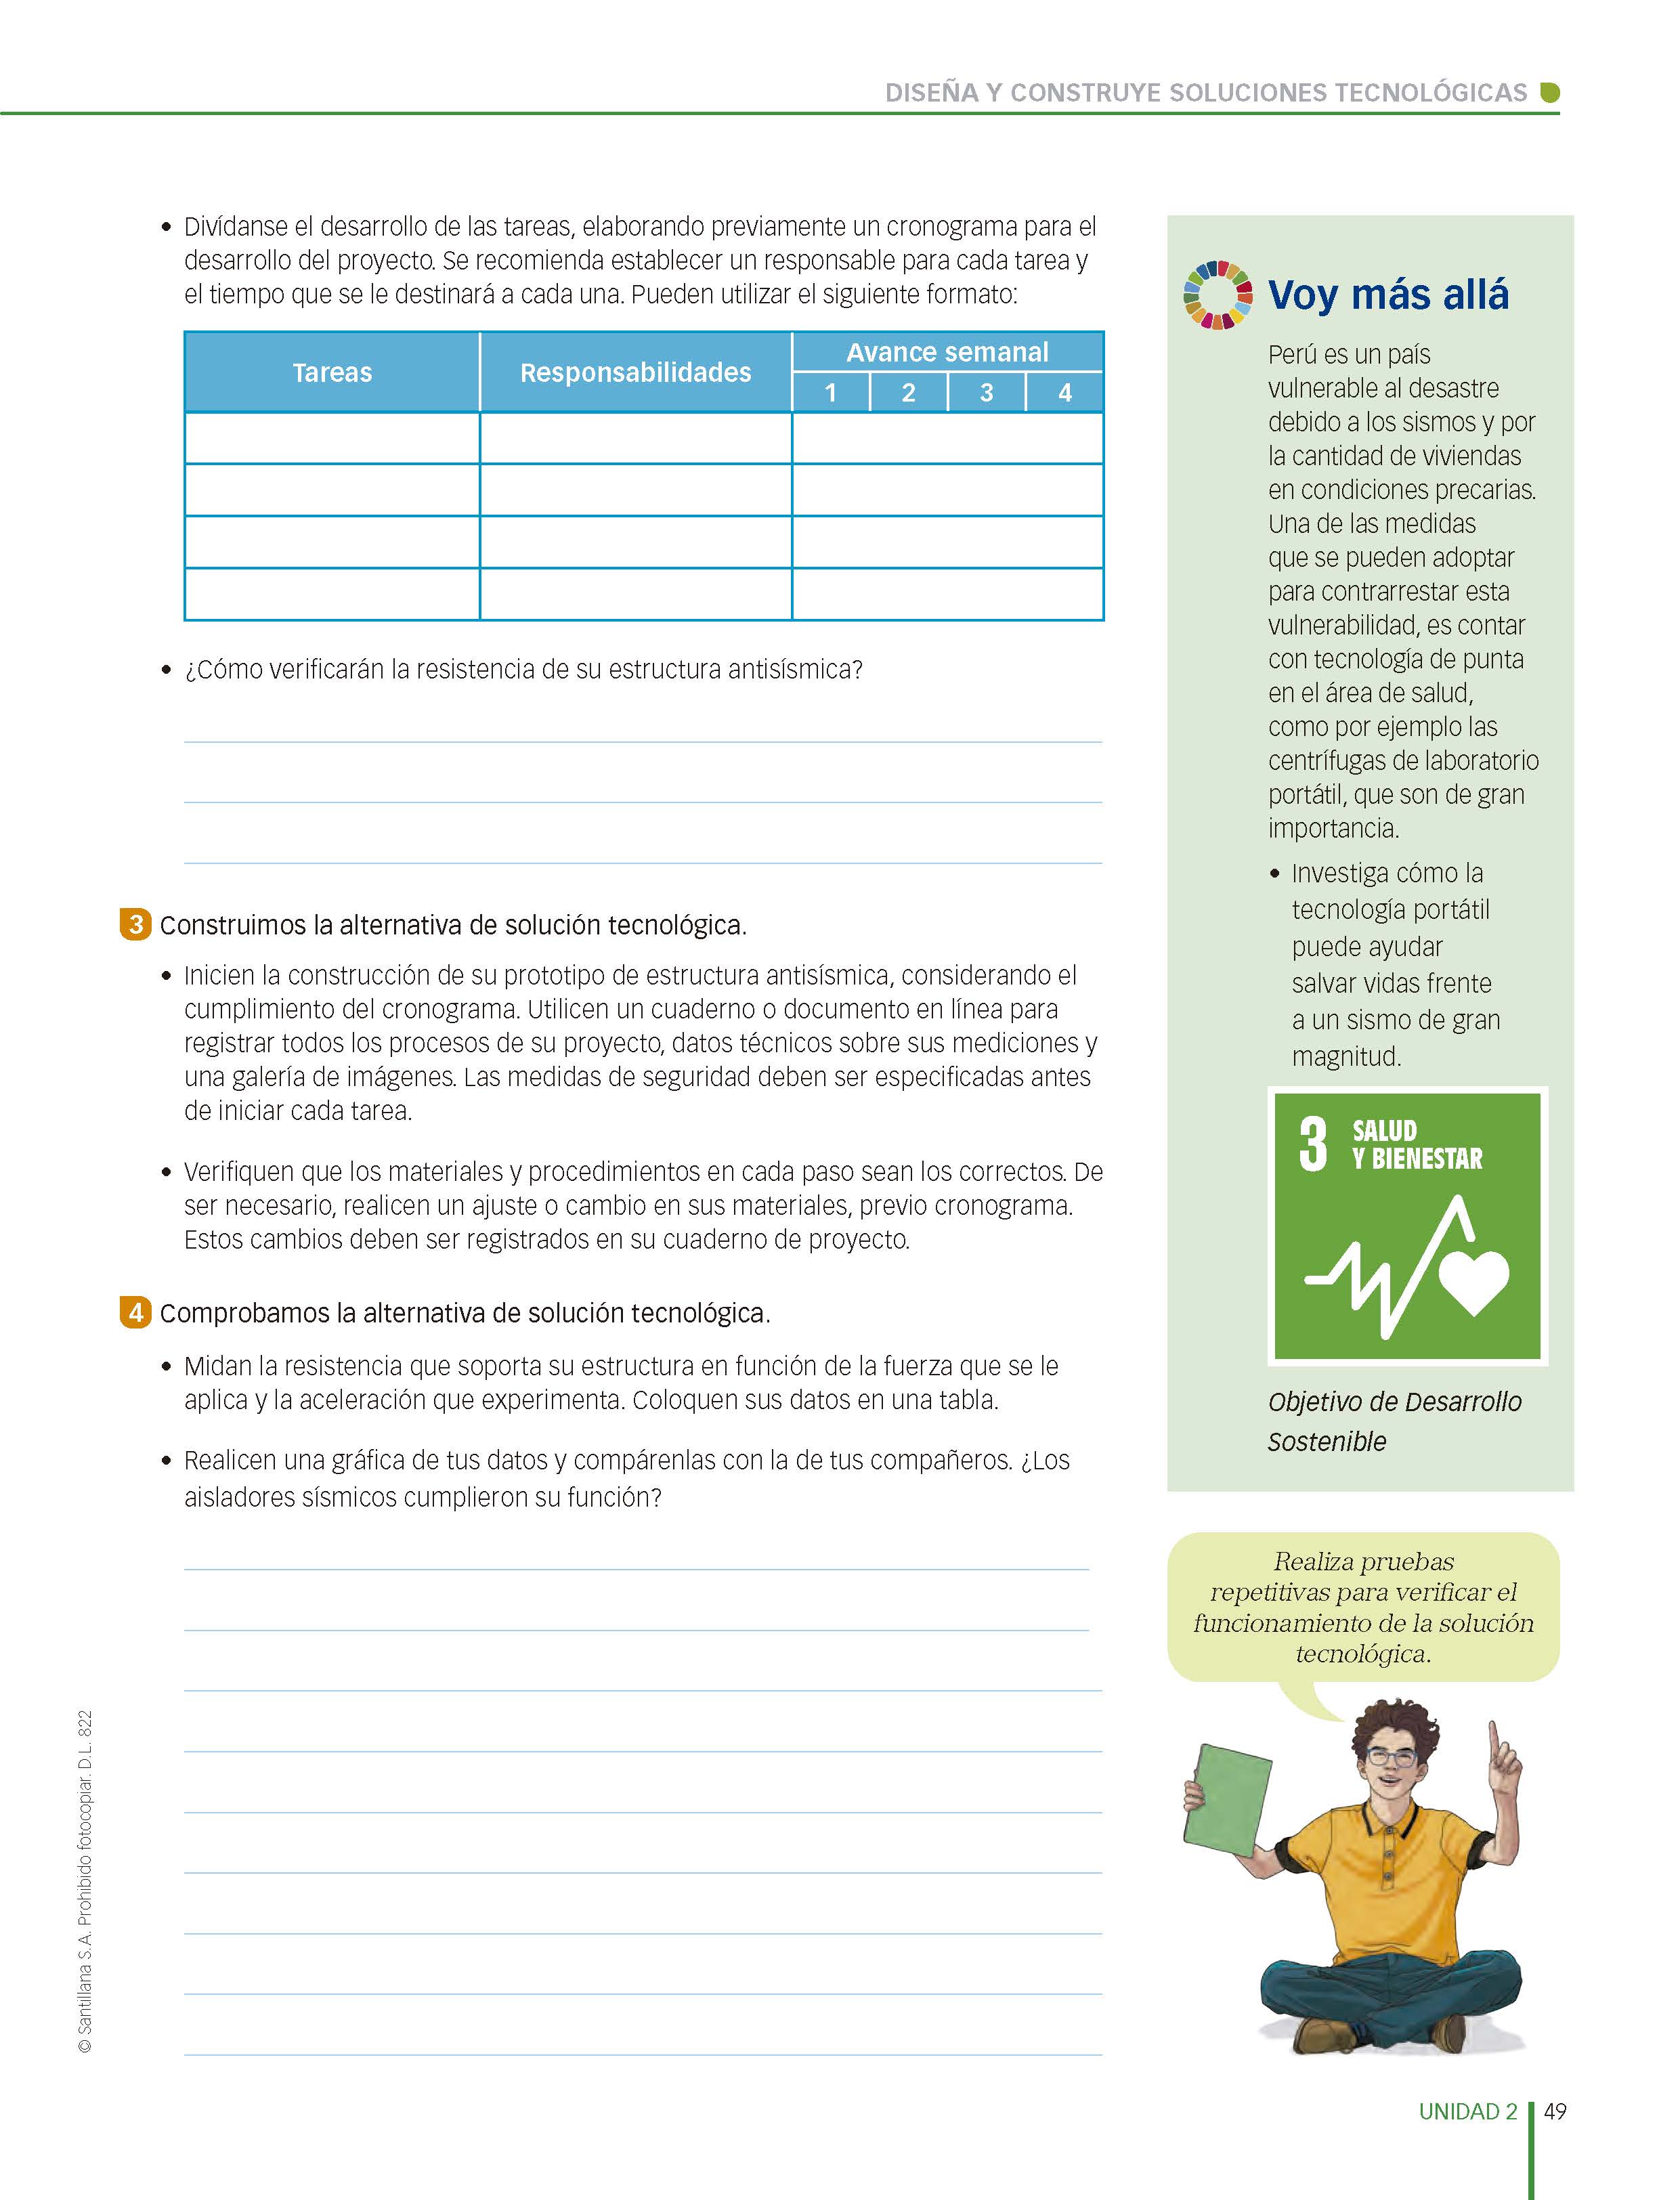 DISEÑA Y CONSTRUYE SOLUCIONES TECNOLÓGICAS
• Divídanse el desarrollo de las tareas, elaborando previamente un cronograma para el
desarrollo del proyecto. Se recomienda establecer un responsable para cada tarea y
el tiempo que se le destinará a cada una. Pueden utilizar el siguiente formato:
Tareas
Responsabilidades
Avance semanal
1 2 3 4
• ¿Cómo verificarán la resistencia de su estructura antisísmica?
3 Construimos la alternativa de solución tecnológica.
• Inicien la construcción de su prototipo de estructura antisísmica, considerando el
cumplimiento del cronograma. Utilicen un cuaderno o documento en línea para
registrar todos los procesos de su proyecto, datos técnicos sobre sus mediciones y
una galería de imágenes. Las medidas de seguridad deben ser especificadas antes
de iniciar cada tarea.
• Verifiquen que los materiales y procedimientos en cada paso sean los correctos. De
ser necesario, realicen un ajuste o cambio en sus materiales, previo cronograma.
Estos cambios deben ser registrados en su cuaderno de proyecto.
4 Comprobamos la alternativa de solución tecnológica.
• Midan la resistencia que soporta su estructura en función de la fuerza que se le
aplica y la aceleración que experimenta. Coloquen sus datos en una tabla.
• Realicen una gráfica de tus datos y compárenlas con la de tus compañeros. ¿Los
aisladores sísmicos cumplieron su función?
Voy más allá
Perú es un país
vulnerable al desastre
debido a los sismos y por
la cantidad de viviendas
en condiciones precarias.
Una de las medidas
que se pueden adoptar
para contrarrestar esta
vulnerabilidad, es contar
con tecnología de punta
en el área de salud,
como por ejemplo las
centrífugas de laboratorio
portátil, que son de gran
importancia.
• Investiga cómo la
tecnología portátil
puede ayudar
salvar vidas frente
a un sismo de gran
magnitud.
3 SALUD
Y BIENESTAR
Objetivo de Desarrollo
Sostenible
Realiza pruebas
repetitivas para verificar el
funcionamiento de la solución
tecnológica.
© Santillana S.A. Prohibido fotocopiar. D.L. 822
UNIDAD 2 49